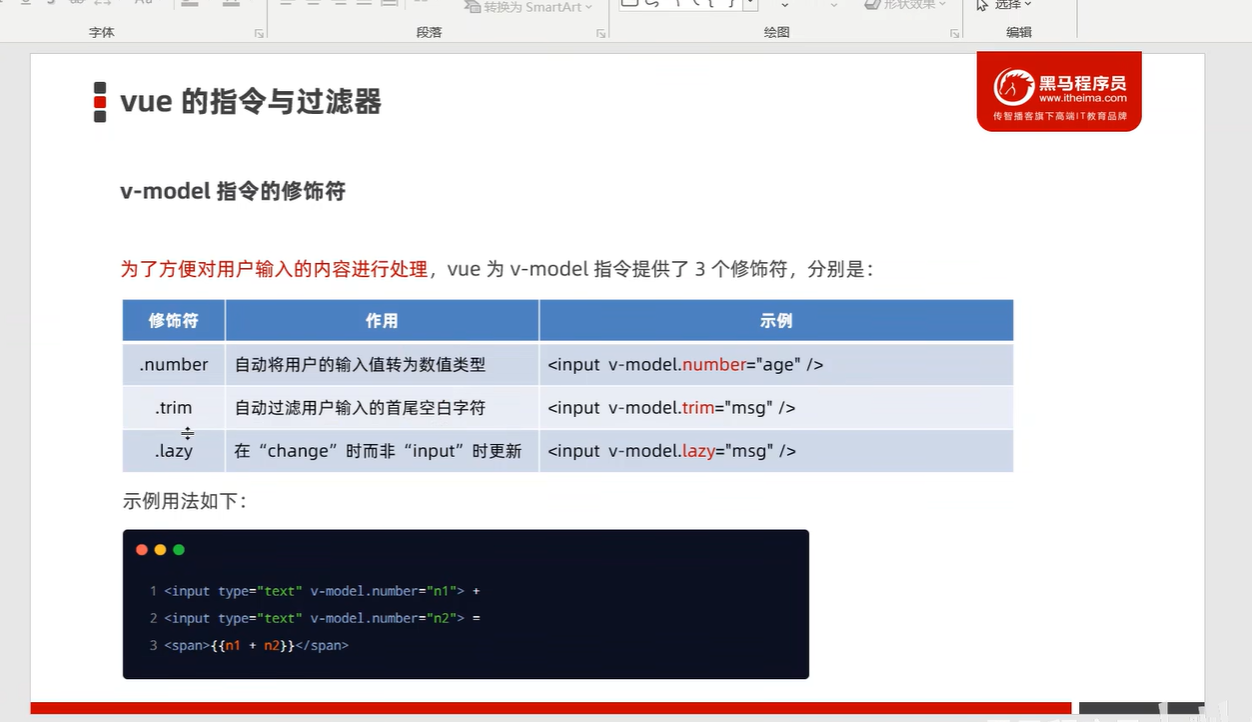 转换为 SmartArt
形状效果
选择
字体
段落
绘图
编辑
vue 的指令与过滤器
黑马程序员
www.itheima.com
传智播客旗下高端IT教育品牌
v-model 指令的修饰符
为了方便对用户输入的内容进行处理，vue 为 v-model 指令提供了 3 个修饰符，分别是：
修饰符 作用 示例
.number 自动将用户的输入值转为数值类型 <input v-model.number="age" />
.trim 自动过滤用户输入的首尾空白字符 <input v-model.trim="msg" />
.lazy 在“change”时而非“input”时更新 <input v-model.lazy="msg" />
示例用法如下：
1 <input type="text" v-model.number="n1"> +
2 <input type="text" v-model.number="n2"> =
3 <span>{{n1 + n2}}</span>